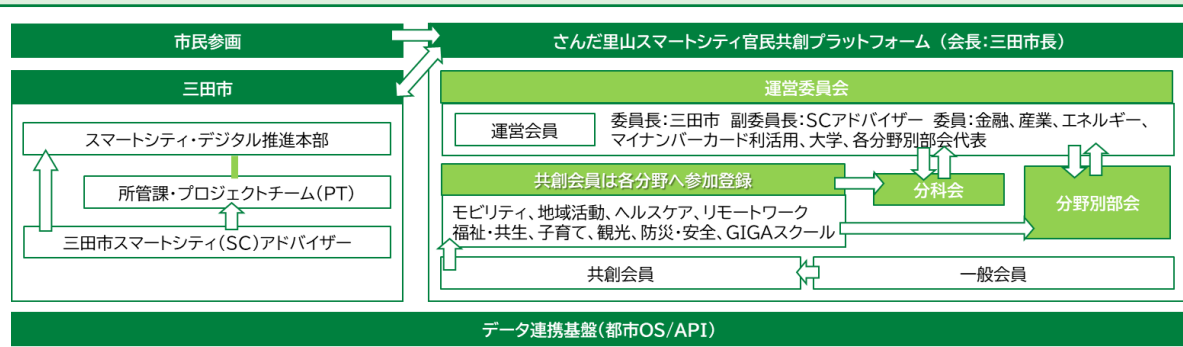 市民参画
さんだ里山スマートシティ官民共創プラットフォーム（会長：三田市長）
三田市
スマートシティ・デジタル推進本部
所管課・プロジェクトチーム（PT）
三田市スマートシティ（SC）アドバイザー
運営委員会
運営会員
委員長：三田市 副委員長：SCアドバイザー 委員：金融、産業、エネルギー、
マイナンバーカード利活用、大学、各分野別部会代表
共創会員は各分野へ参加登録
モビリティ、地域活動、ヘルスケア、リモートワーク
福祉・共生、子育て、観光、防災・安全、GIGAスクール
分科会
分野別部会
共創会員
一般会員
データ連携基盤（都市OS/API）